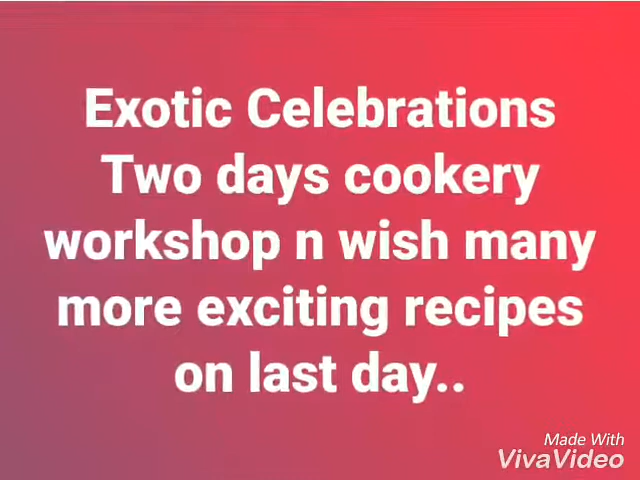 Exotic Celebrations
Two days cookery
workshop n wish many
more exciting recipes
on last day..
Made With
VivaVideo